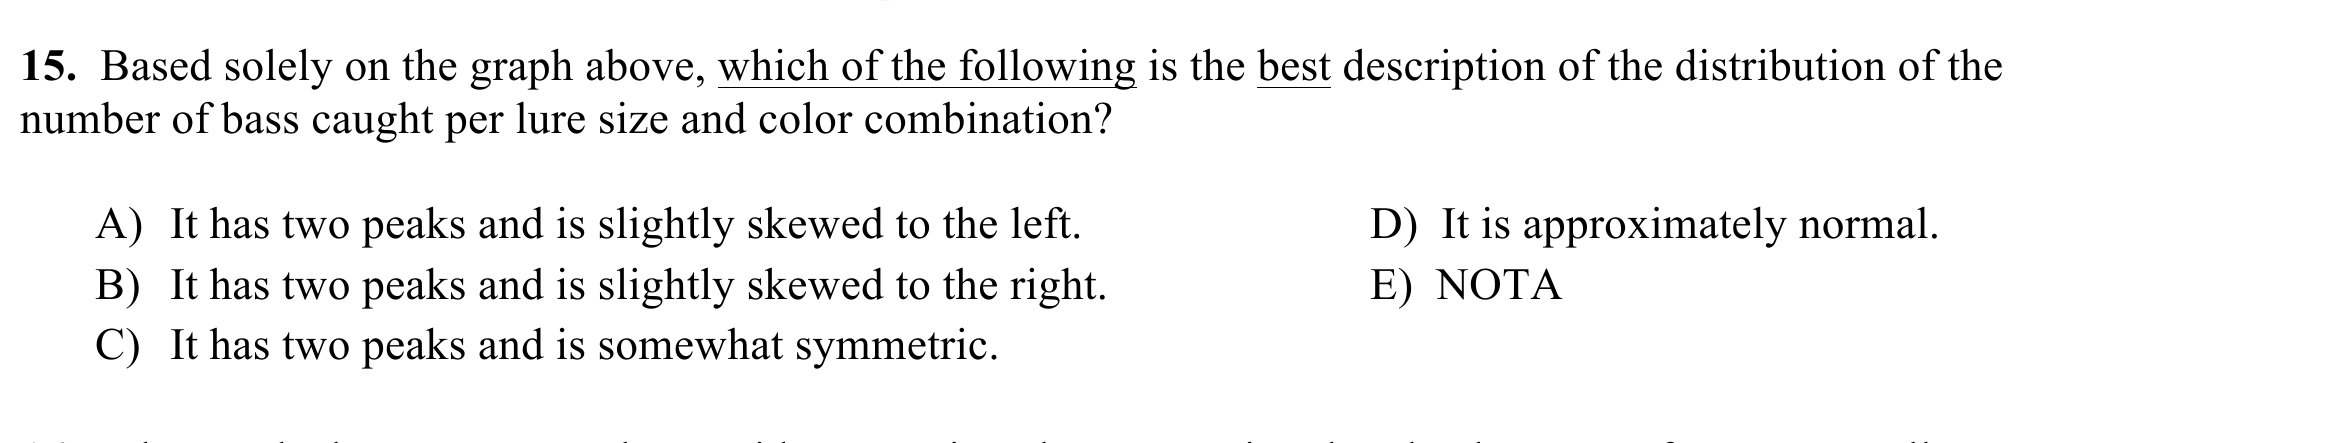 15. Based solely on the graph above, which of the following is the best description of the distribution of the
number of bass caught per lure size and color combination?
A) It has two peaks and is slightly skewed to the left.
B) It has two peaks and is slightly skewed to the right.
C) It has two peaks and is somewhat symmetric.
D) It is approximately normal.
E) NOTA